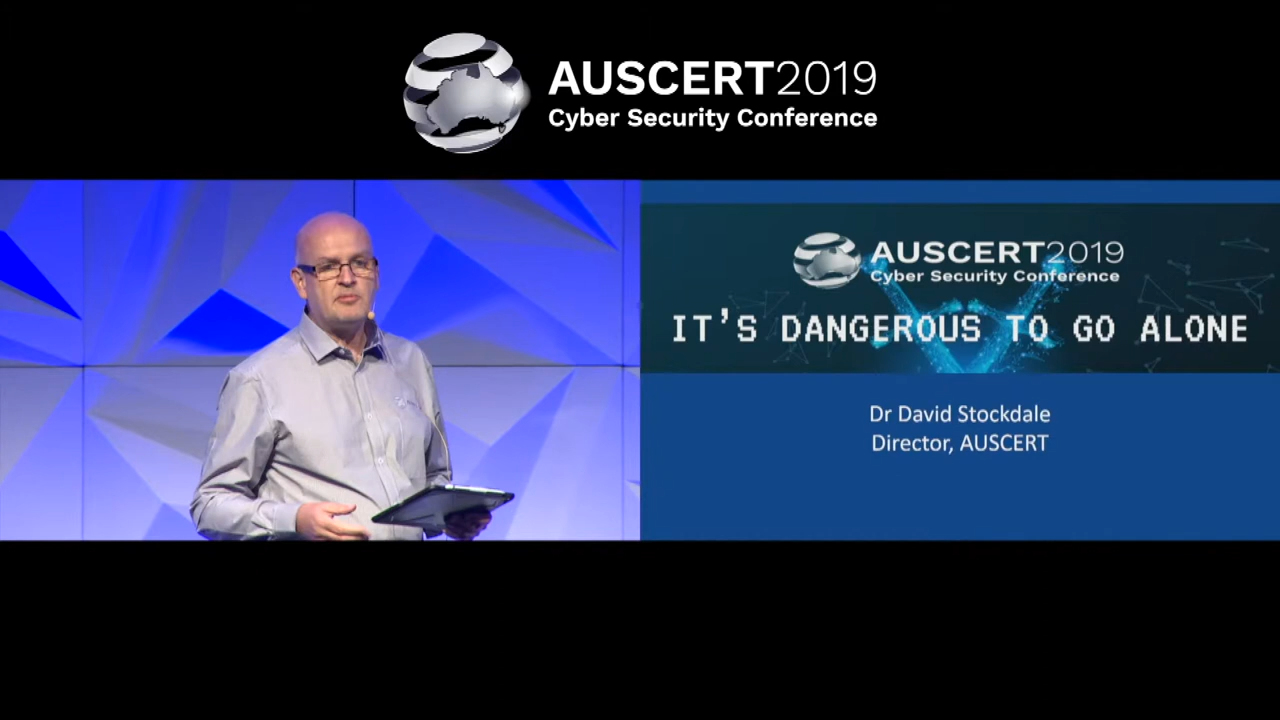 AUSCERT2019
Cyber Security Conference
AUSCERT2019
Cyber Security Conference
IT'S DANGEROUS TO GO ALONE
Dr David Stockdale
Director, AUSCERT